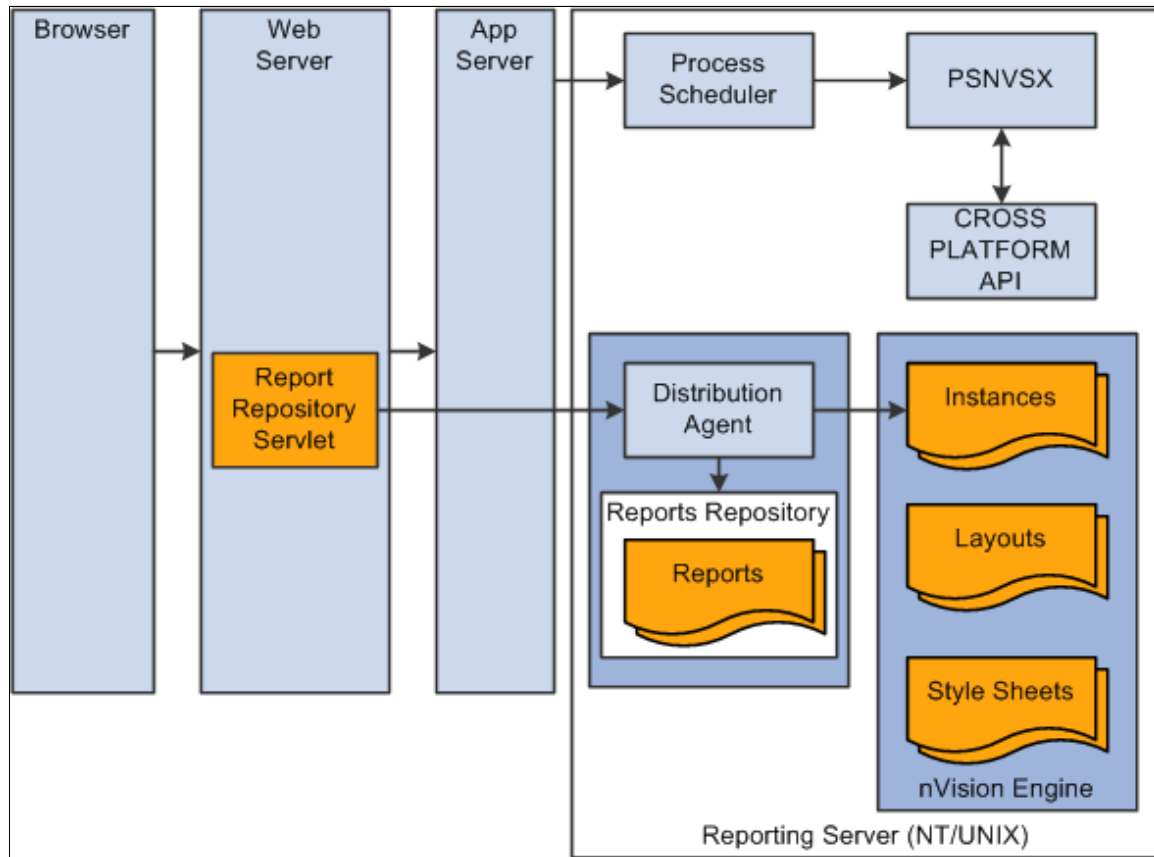 Browser
Web
Server
App
Server
Process
Scheduler
PSNVSX
CROSS
PLATFORM
API
Report
Repository
Servlet
Distribution
Agent
Reports Repository
Reports
Instances
Layouts
Style Sheets
nVision Engine
Reporting Server (NT/UNIX)